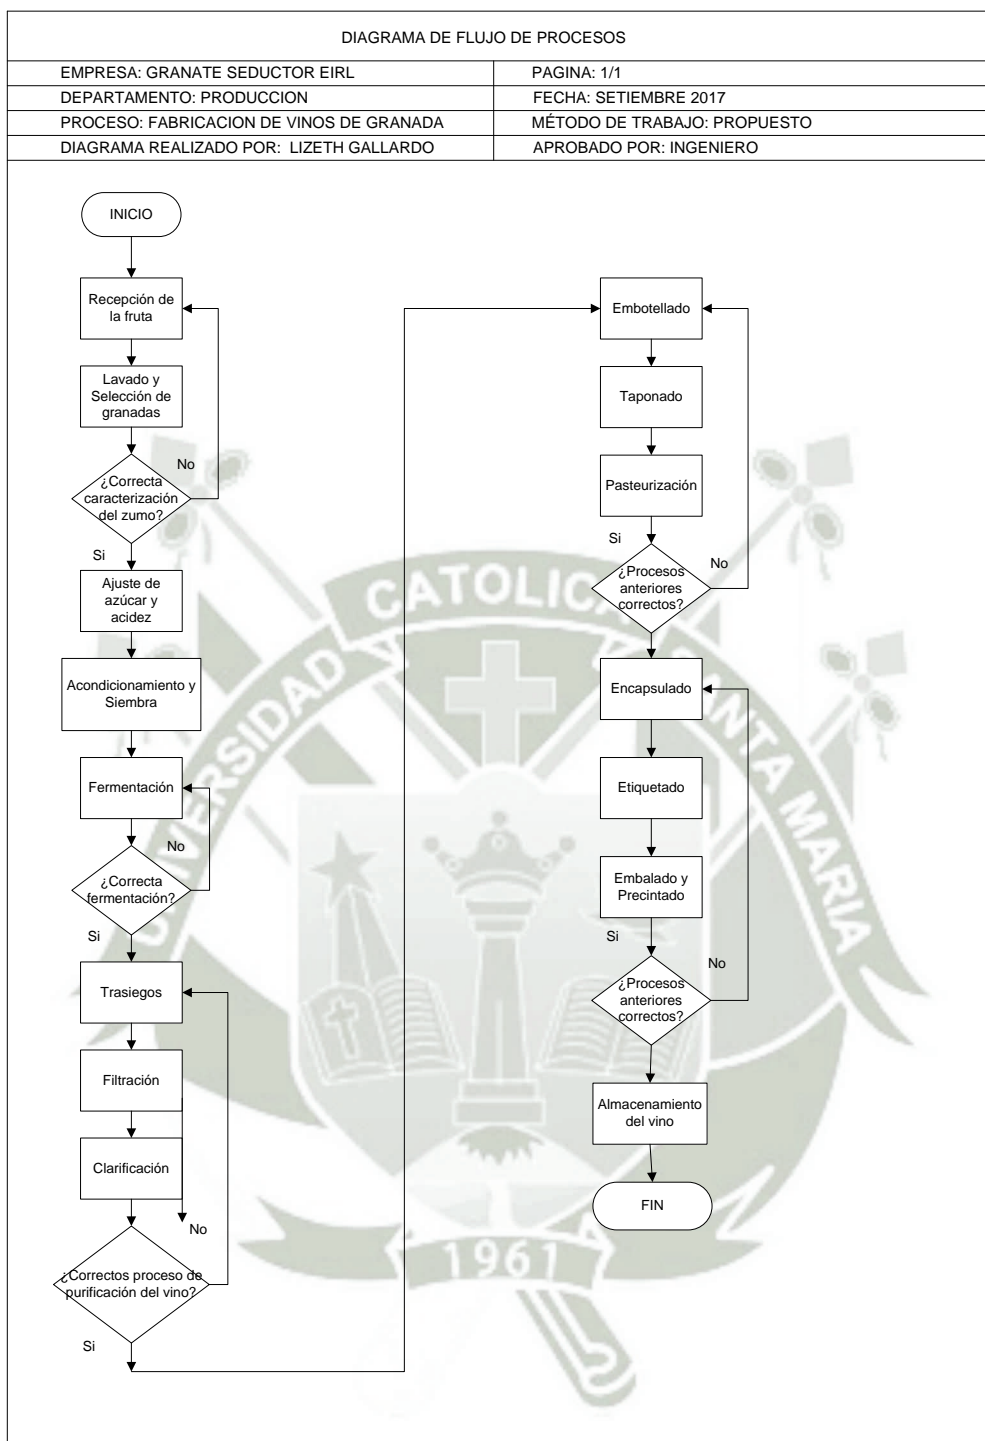 DIAGRAMA DE FLUJO DE PROCESOS
EMPRESA: GRANATE SEDUCTOR EIRL
PAGINA: 1/1
DEPARTAMENTO: PRODUCCION
FECHA: SETIEMBRE 2017
PROCESO: FABRICACION DE VINOS DE GRANADA
MÉTODO DE TRABAJO: PROPUESTO
DIAGRAMA REALIZADO POR: LIZETH GALLARDO
APROBADO POR: INGENIERO
INICIO
Recepción de
la fruta
Lavado y
Selección de
granadas
No
¿Correcta
caracterización
del zumo?
Si
Ajuste de
azúcar y
acidez
Acondicionamiento y
Siembra
Fermentación
No
¿Correcta
fermentación?
Si
Trasiegos
Filtración
Clarificación
No
¿Correctos proceso de
purificación del vino?
Si
Embotellado
Taponado
Pasteurización
Si
No
¿Procesos
anteriores
correctos?
Encapsulado
Etiquetado
Embalado y
Precintado
Si
No
¿Procesos
anteriores
correctos?
Almacenamiento
del vino
FIN
UNIVERSIDAD CATOLICA SANTA MARIA
1961